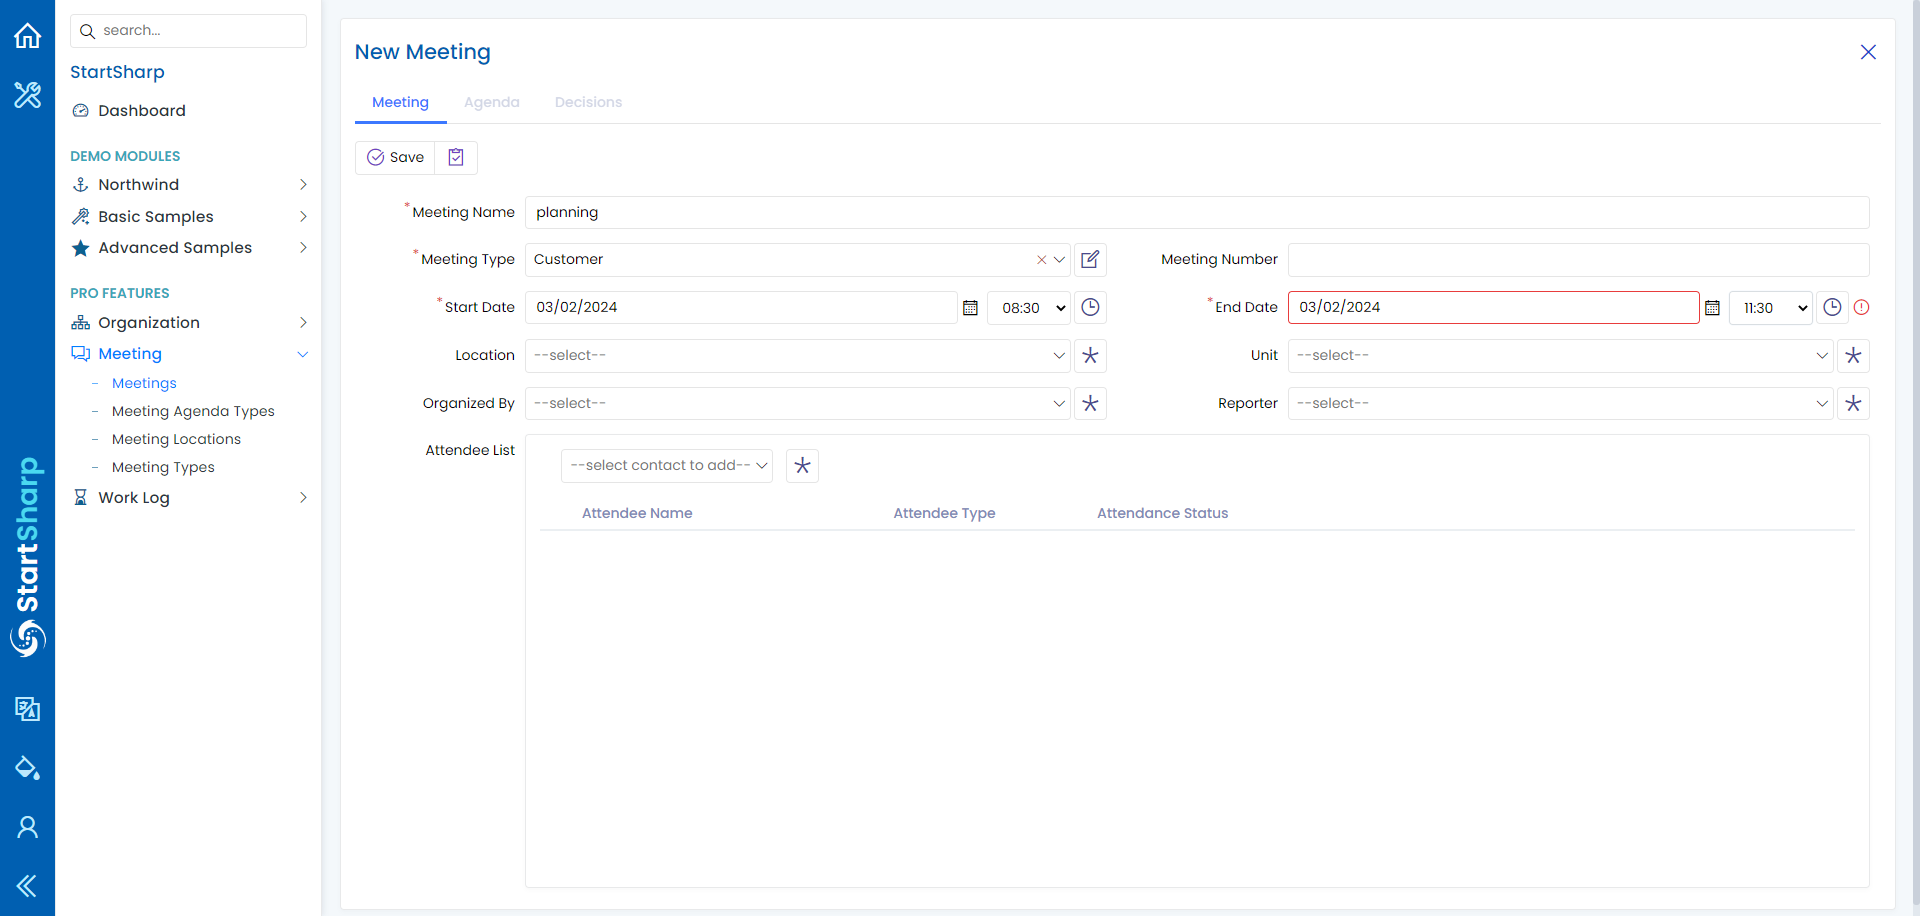 search...
StartSharp
Dashboard
DEMO MODULES
Northwind
Basic Samples
Advanced Samples
PRO FEATURES
Organization
Meeting
Meetings
Meeting Agenda Types
Meeting Locations
Meeting Types
Work Log
StartSharp
New Meeting
Meeting Agenda Decisions
Save
*Meeting Name planning
*Meeting Type Customer Meeting Number
*Start Date 03/02/2024 08:30 *End Date 03/02/2024 11:30
Location --select-- Unit --select--
Organized By --select-- Reporter --select--
Attendee List
--select contact to add--
Attendee Name Attendee Type Attendance Status